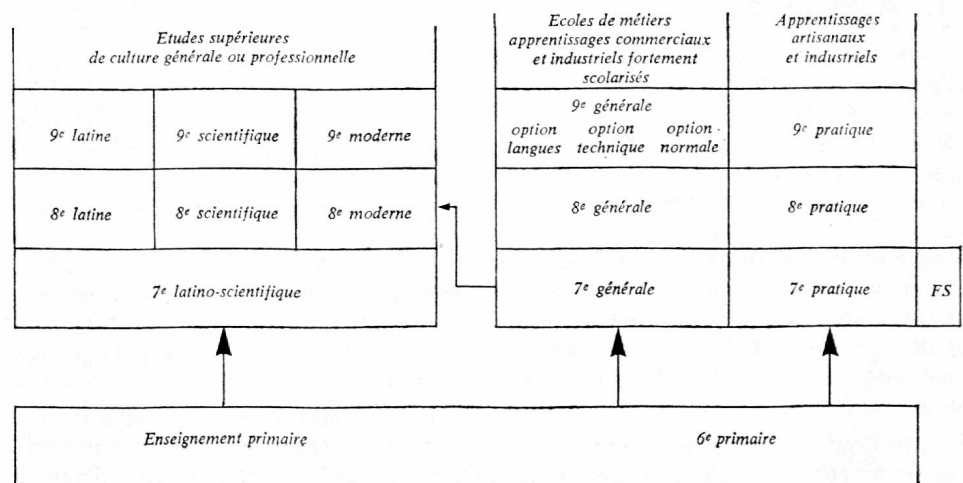 Etudes supérieures
de culture générale ou professionnelle
Ecoles de métiers
apprentissages commerciaux
et industriels fortement
scolarisés
Apprentissages
artisanaux
et industriels
9e latine
9e scientifique
9e moderne
9e générale
option option option
langues technique normale
9e pratique
8e latine
8e scientifique
8e moderne
8e générale
8e pratique
7e latino-scientifique
7e générale
7e pratique
FS
Enseignement primaire
6e primaire